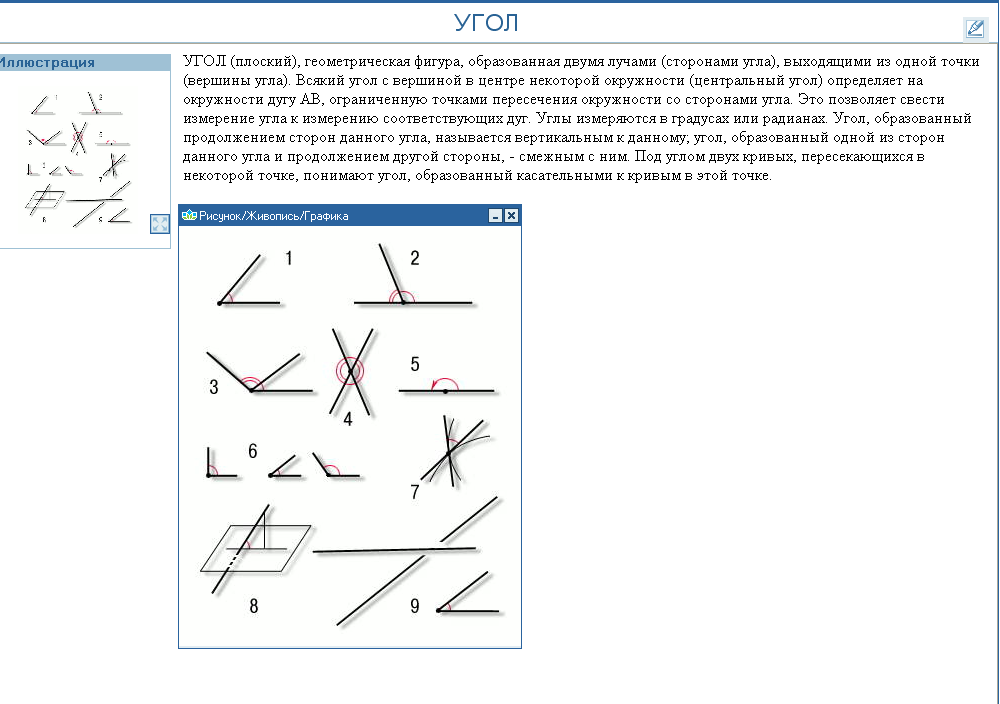 УГОЛ
Иллюстрация
УГОЛ (плоский), геометрическая фигура, образованная двумя лучами (сторонами угла), выходящими из одной точки
(вершины угла). Всякий угол с вершиной в центре некоторой окружности (центральный угол) определяет на
окружности дугу AB, ограниченную точками пересечения окружности со сторонами угла. Это позволяет свести
измерение угла к измерению соответствующих дуг. Углы измеряются в градусах или радианах. Угол, образованный
продолжением сторон данного угла, называется вертикальным к данному; угол, образованный одной из сторон
данного угла и продолжением другой стороны, - смежным с ним. Под углом двух кривых, пересекающихся в
некоторой точке, понимают угол, образованный касательными к кривым в этой точке.
Рисунок/Живопись/Графика
1
2
3
4
5
6
7
8
9